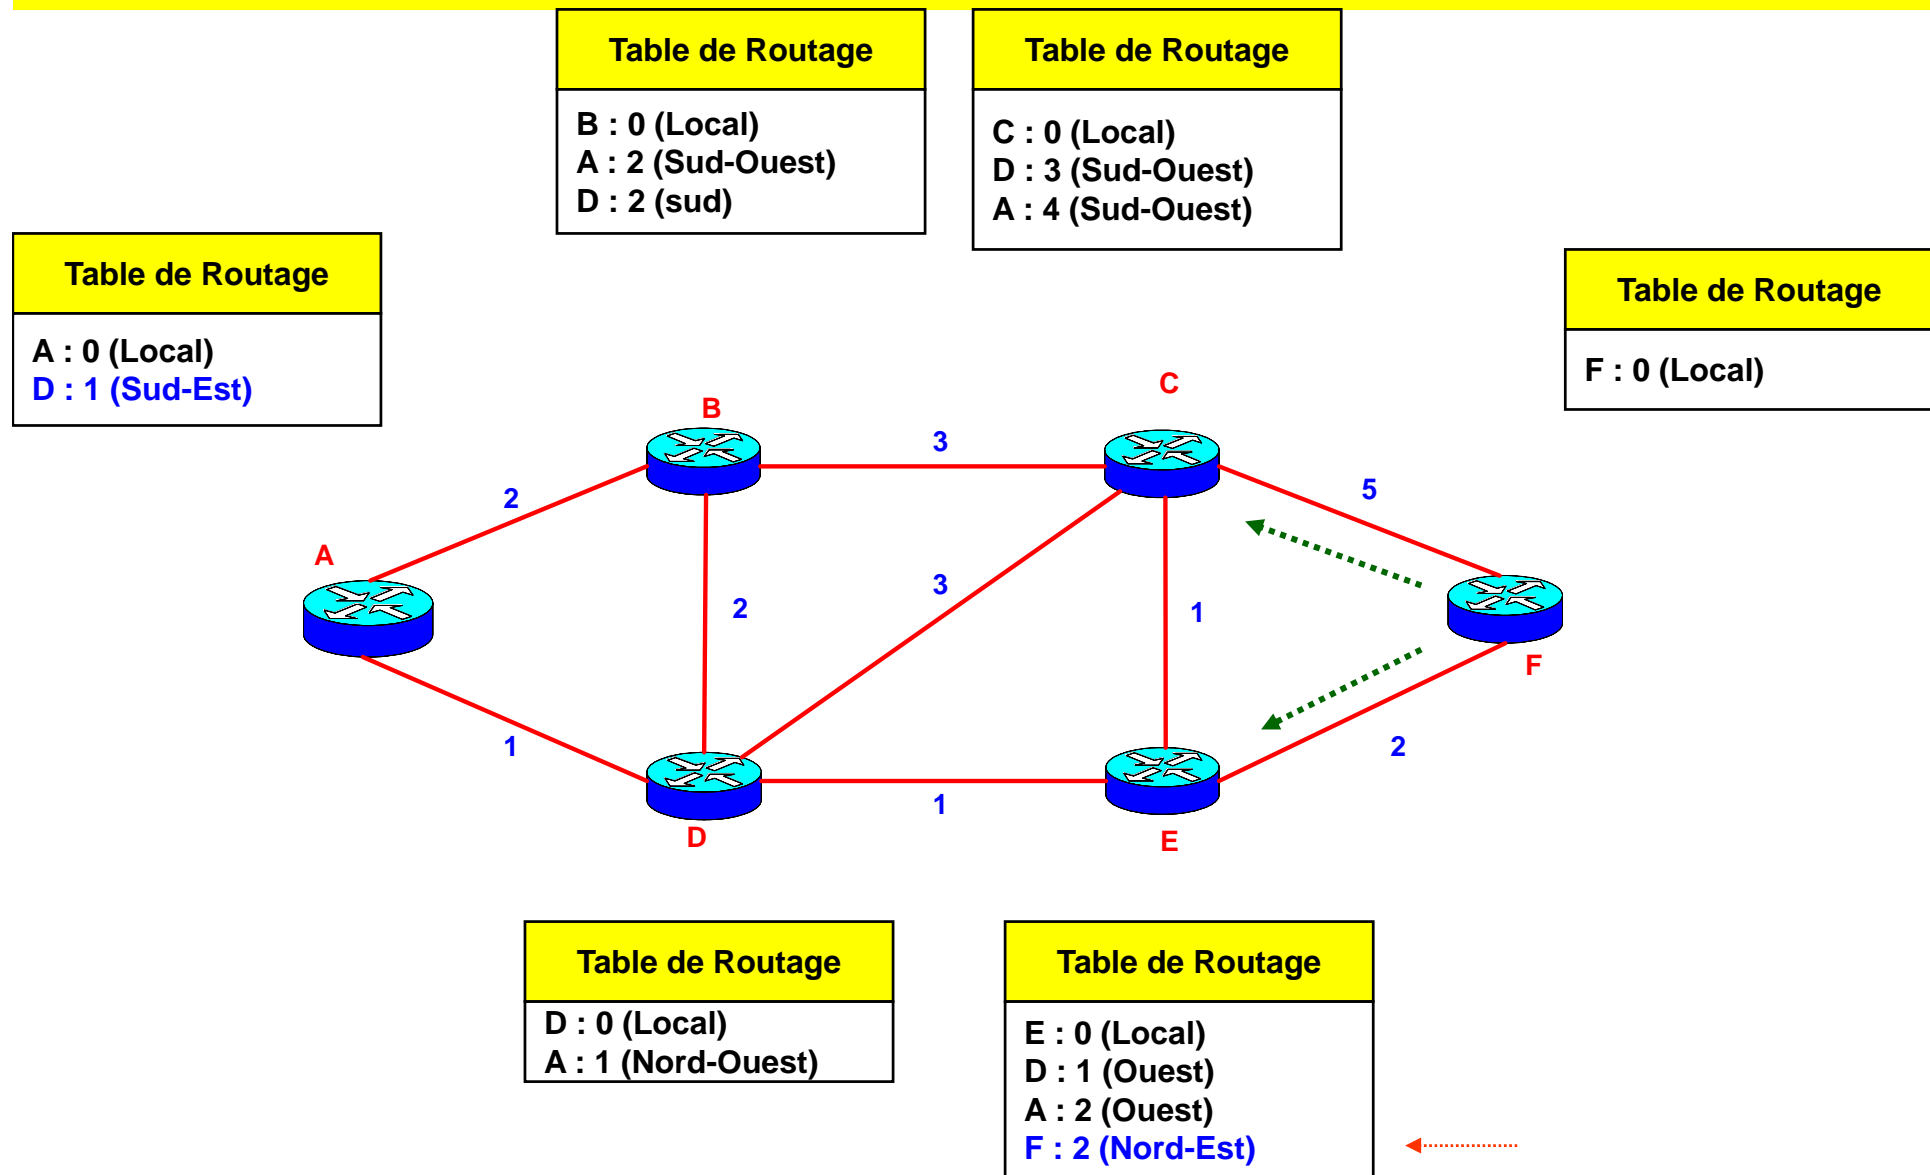 Table de Routage
B : 0 (Local)
A : 2 (Sud-Ouest)
D : 2 (sud)
Table de Routage
C : 0 (Local)
D : 3 (Sud-Ouest)
A : 4 (Sud-Ouest)
Table de Routage
A : 0 (Local)
D : 1 (Sud-Est)
Table de Routage
F : 0 (Local)
C
B
3
2
5
A
3
2
1
F
1
2
1
D
E
Table de Routage
D : 0 (Local)
A : 1 (Nord-Ouest)
Table de Routage
E : 0 (Local)
D : 1 (Ouest)
A : 2 (Ouest)
F : 2 (Nord-Est)